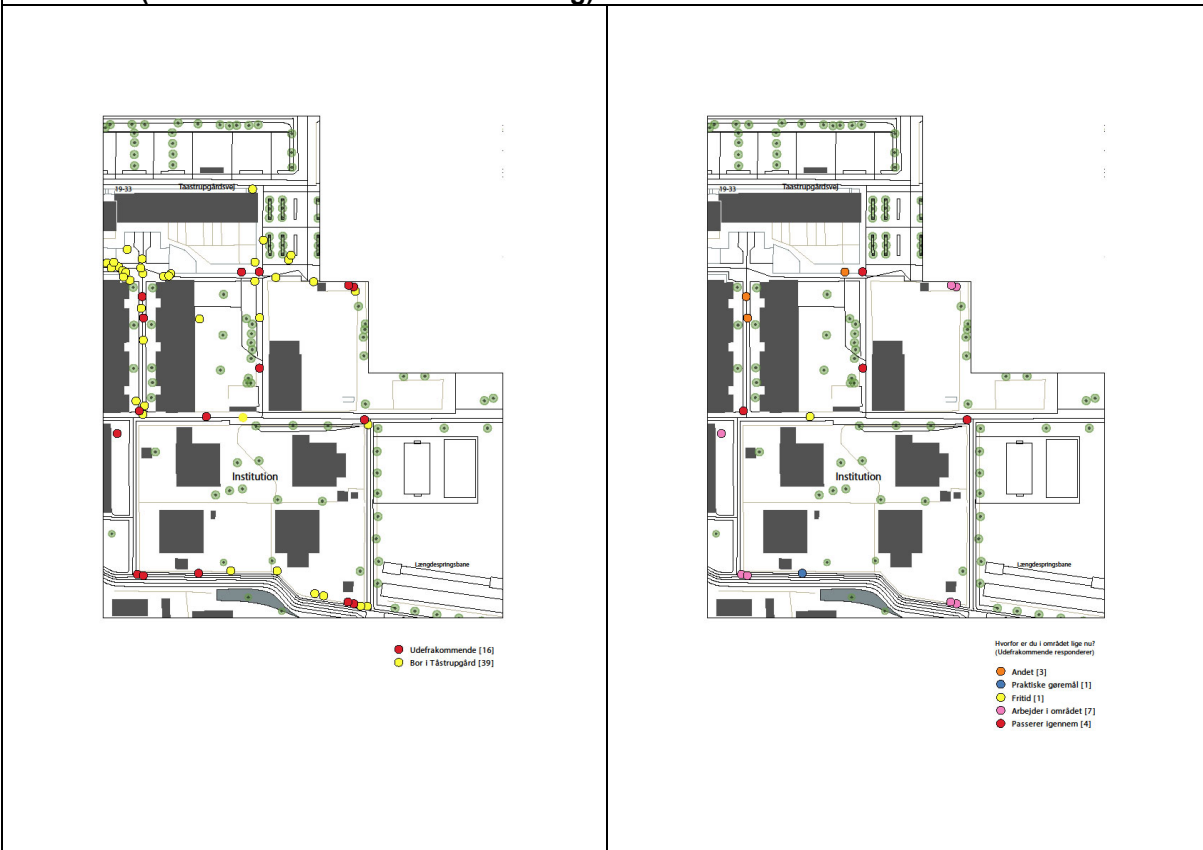 19-33
Taastrupgårdsvej
Institution
Længdespringsbane
Udefrakommende [16]
Bor i Tåstrupgård [39]
19-33
Taastrupgårdsvej
Institution
Længdespringsbane
Hvorfor er du i området lige nu?
(Udefrakommende responderer)
Andet [3]
Praktiske gøremål [1]
Fritid [1]
Arbejder i området [7]
Passerer igennem [4]